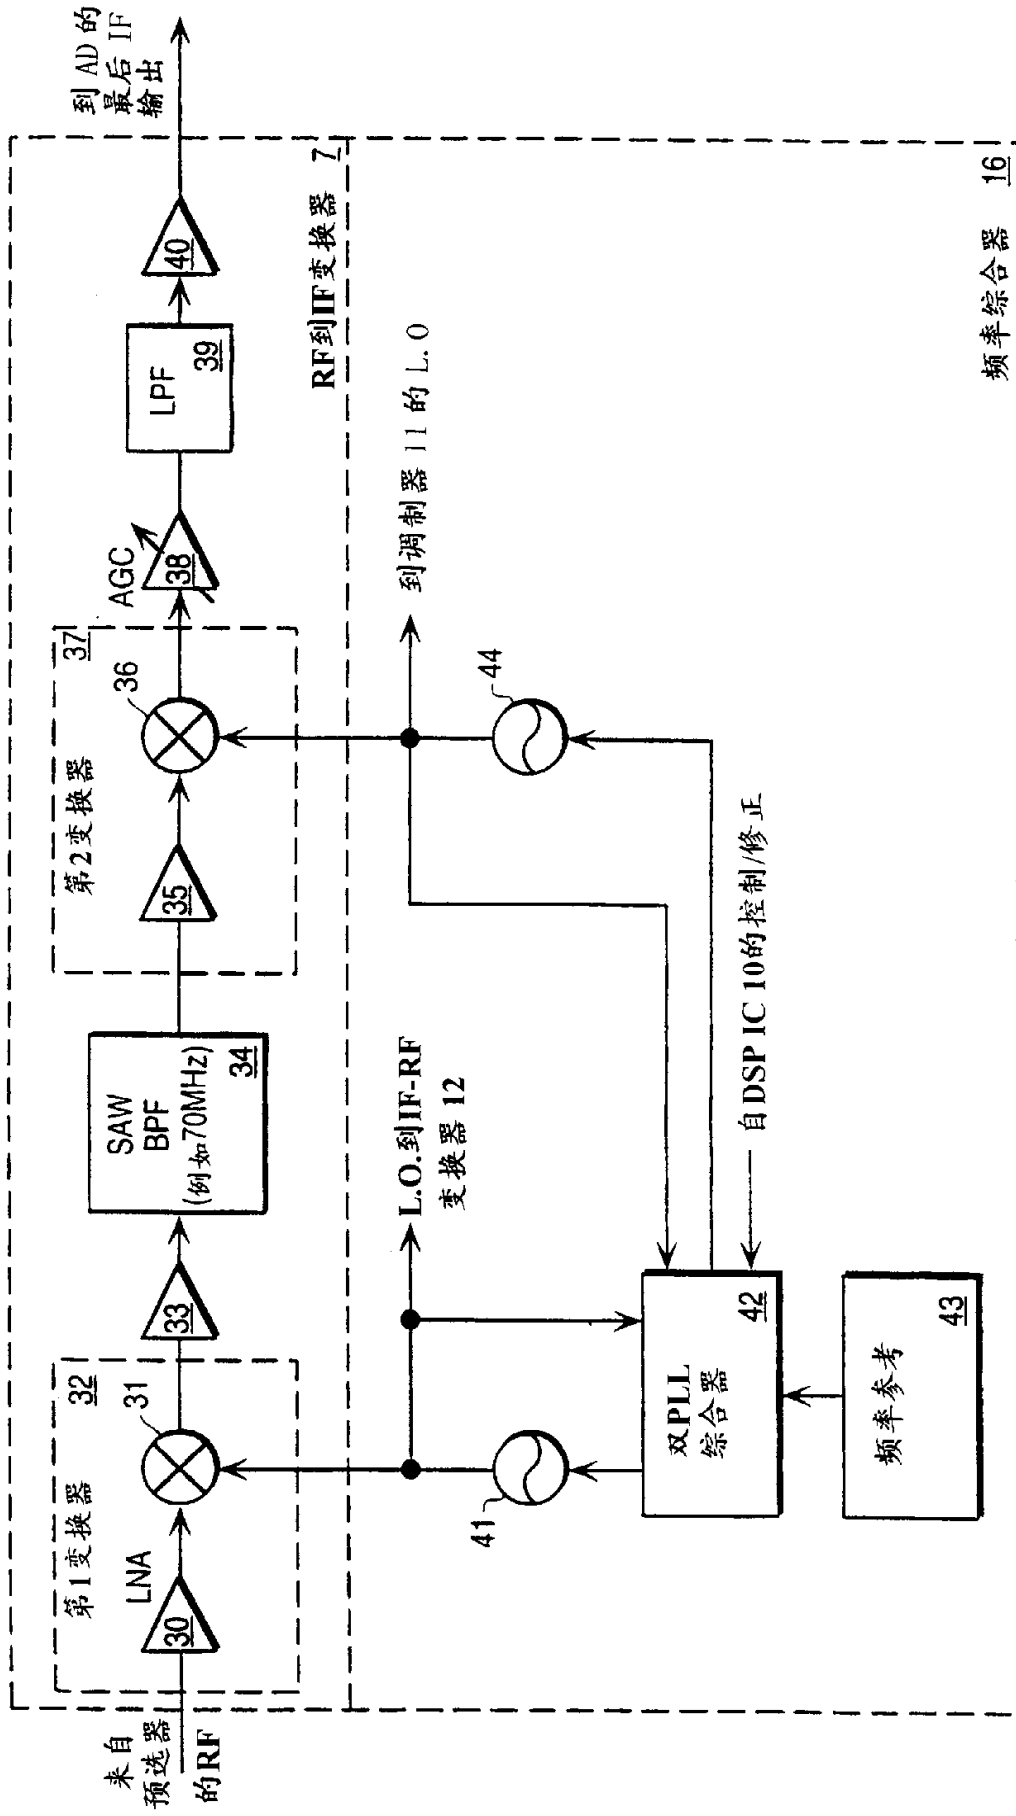 来自
预选器
的RF
第1变换器
32
LNA
30
31
33
SAW
BPF
(例如70MHz)
34
第2变换器
37
35
36
AGC
38
LPF
39
40
到 AD 的
最后 IF
输出
RF到IF变换器
7
L.O.到IF-RF
变换器 12
到调制器 11 的 L.O
41
44
双PLL
综合器
42
自DSP IC 10的控制/修正
频率参考
43
频率综合器
16